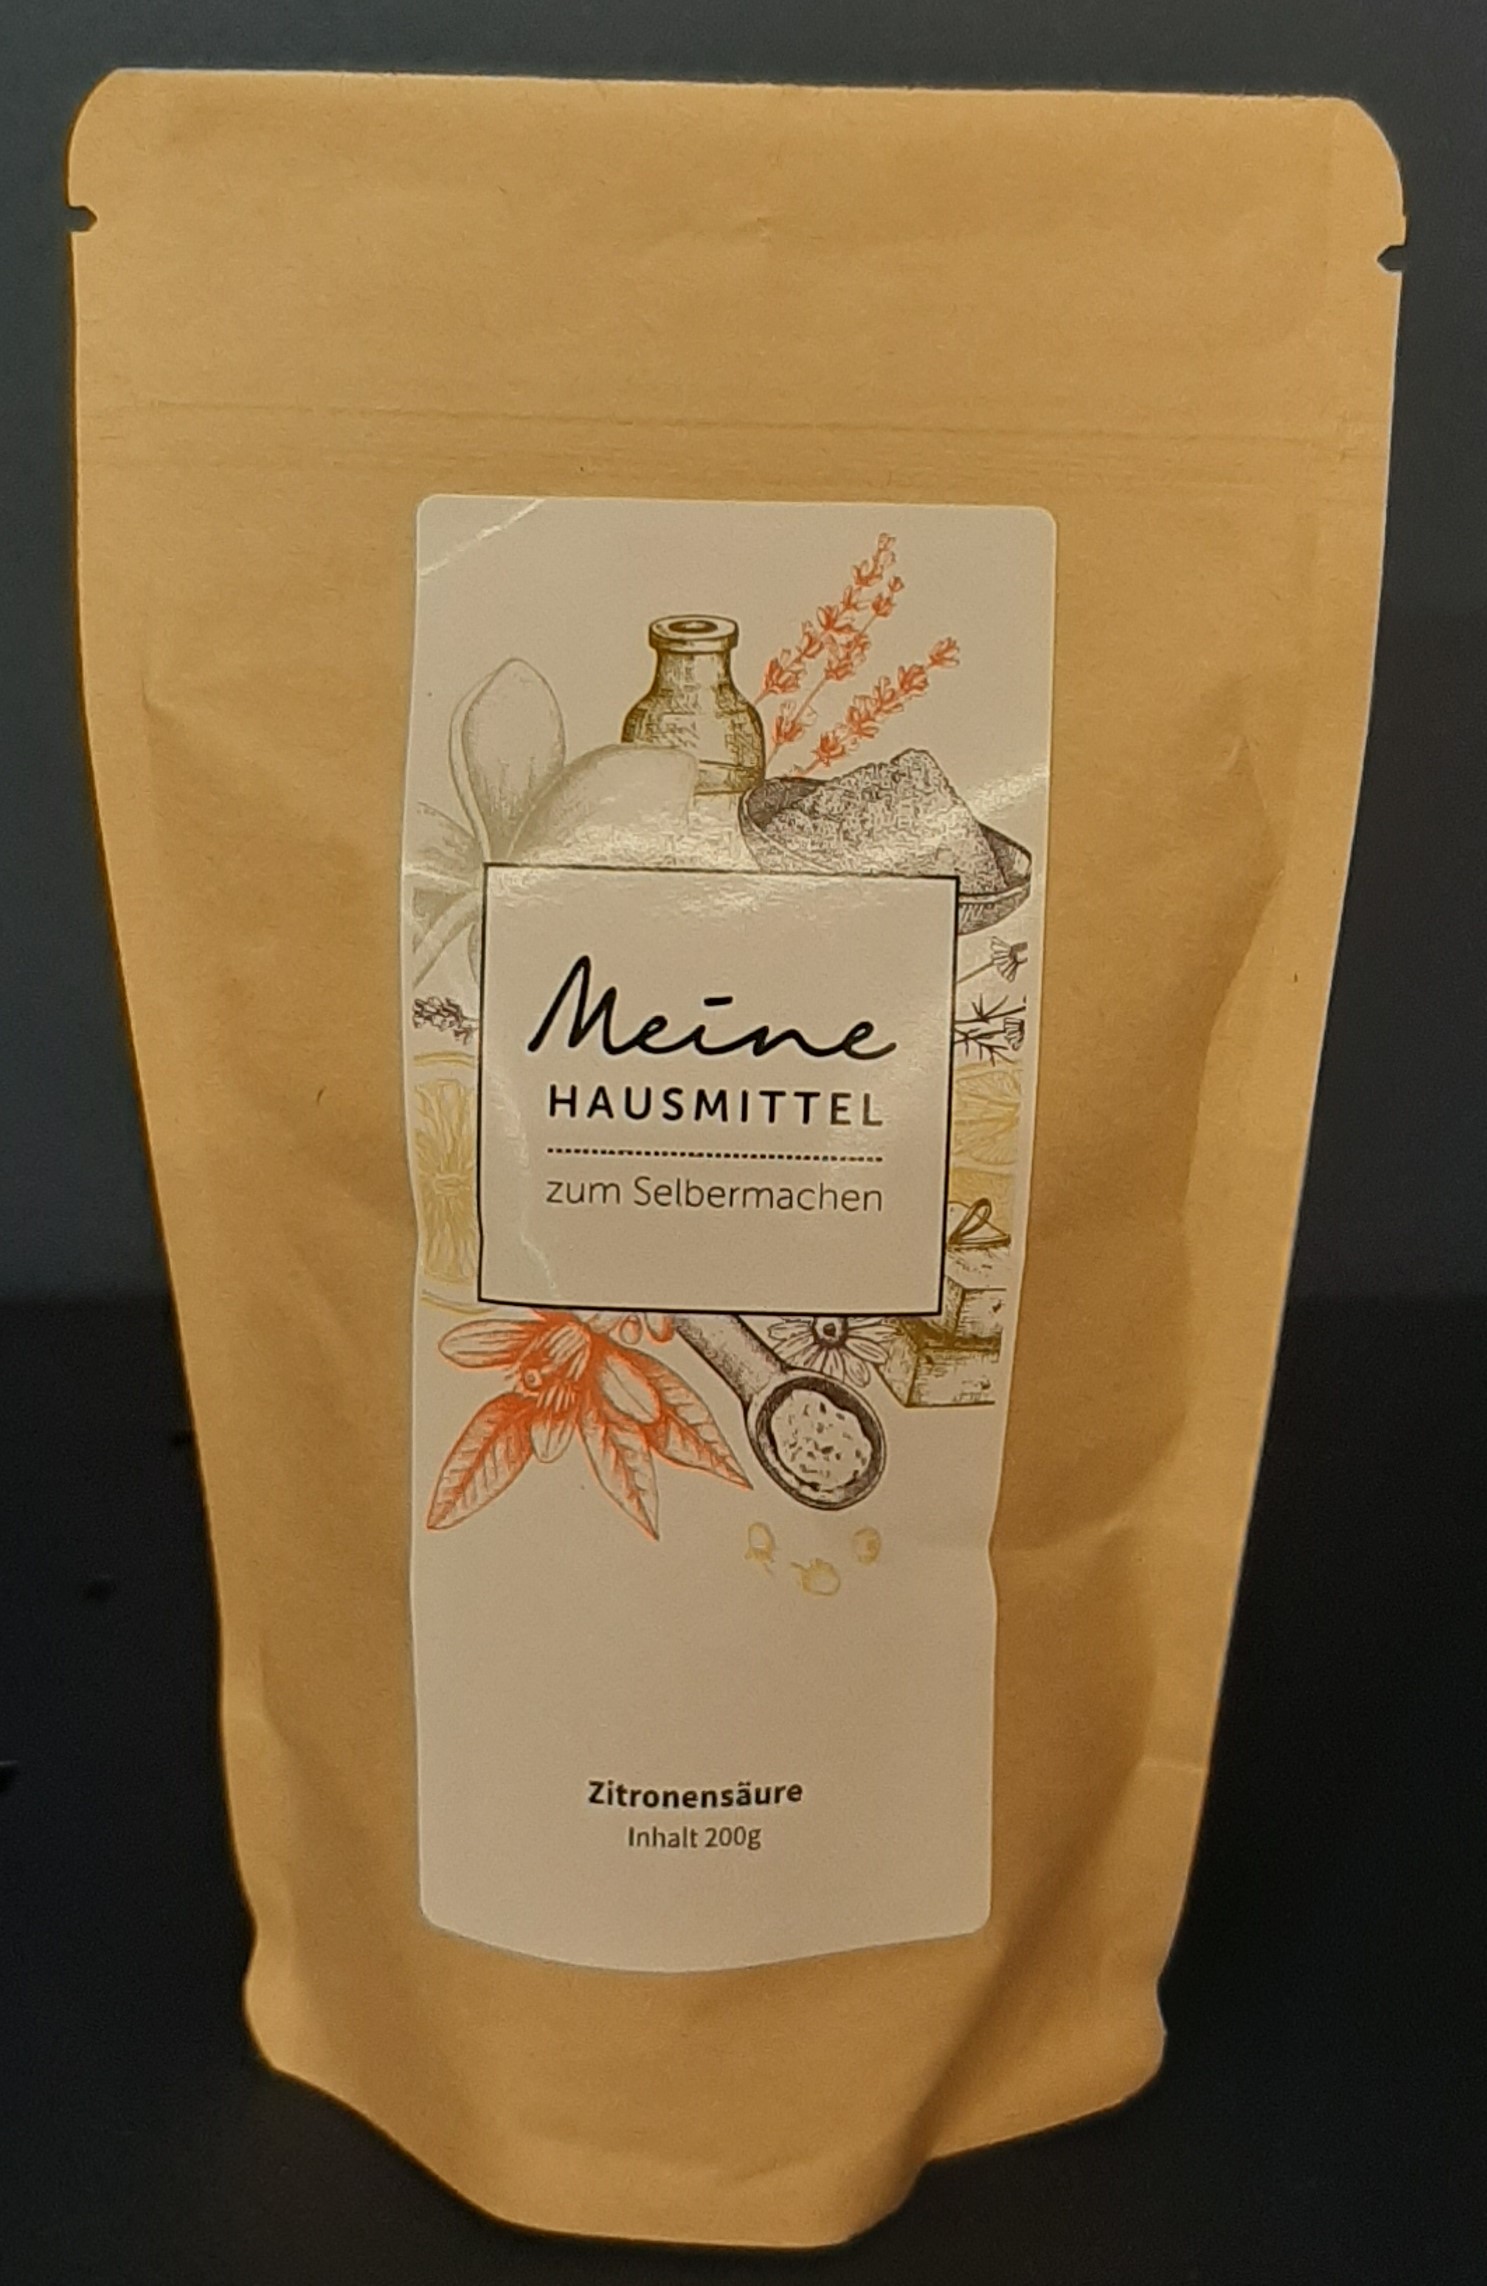 Meine
HAUSMITTEL
zum Selbermachen
Zitronensäure
Inhalt 200g